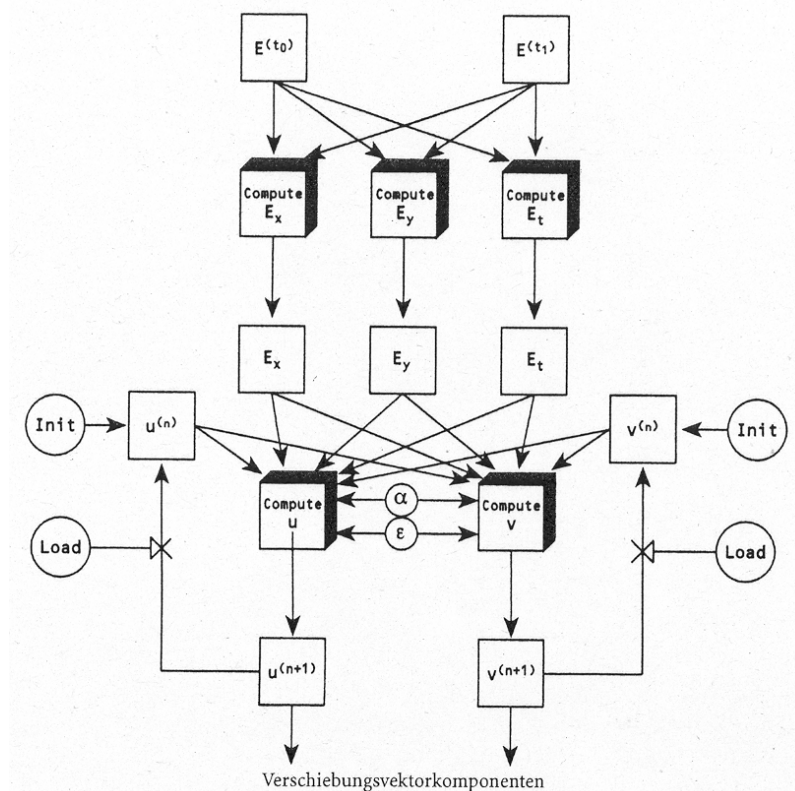 E(t0) E(t1)
Compute Compute Compute
Ex Ey Et
Ex Ey Et
Init u(n) v(n) Init
Compute α Compute
u v
ε
Load Load
u(n+1) v(n+1)
Verschiebungsvektorkomponenten